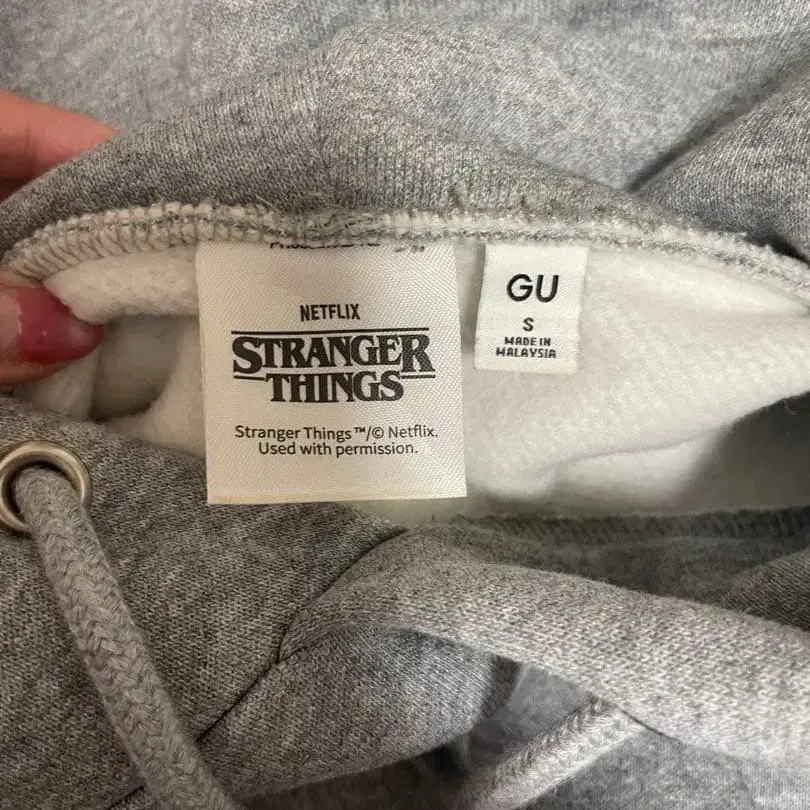 NETFLIX
STRANGER
THINGS
Stranger Things™/© Netflix.
Used with permission.
GU
S
MADE IN
MALAYSIA